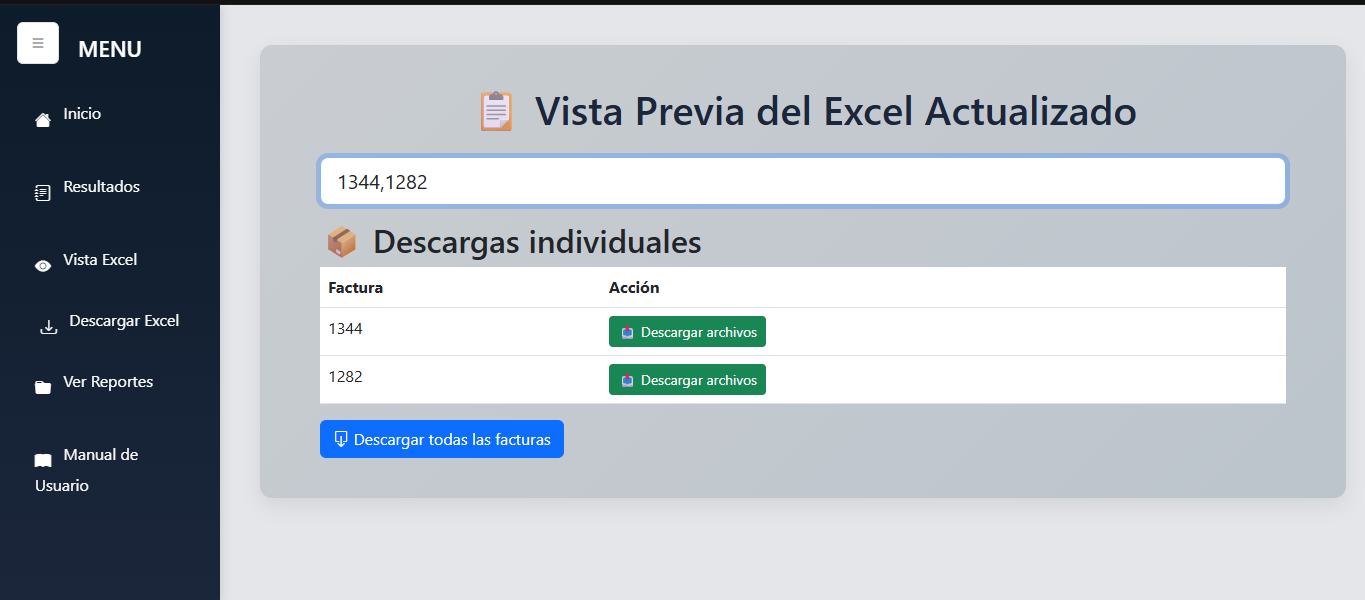 MENU
Inicio
Resultados
Vista Excel
Descargar Excel
Ver Reportes
Manual de
Usuario
Vista Previa del Excel Actualizado
1344,1282
Descargas individuales
Factura Acción
1344 Descargar archivos
1282 Descargar archivos
Descargar todas las facturas